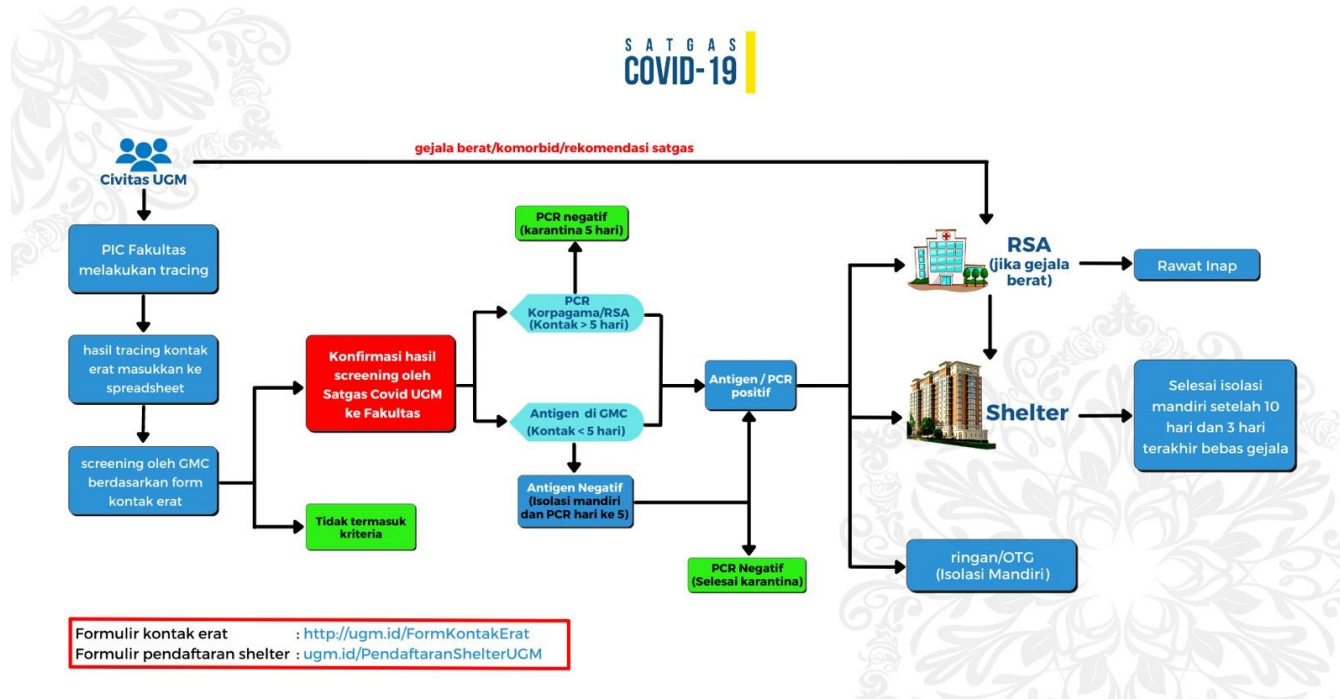 SATGAS
COVID-19
gejala berat/komorbid/rekomendasi satgas
Civitas UGM
PIC Fakultas
melakukan tracing
hasil tracing kontak
erat masukkan ke
spreadsheet
screening oleh GMC
berdasarkan form
kontak erat
Konfirmasi hasil
screening oleh
Satgas Covid UGM
ke Fakultas
Tidak termasuk
kriteria
PCR negatif
(karantina 5 hari)
PCR
Korpagama/RSA
(Kontak > 5 hari)
Antigen di GMC
(Kontak < 5 hari)
Antigen Negatif
(Isolasi mandiri
dan PCR hari ke 5)
Antigen / PCR
positif
PCR Negatif
(Selesai karantina)
RSA
(jika gejala
berat)
Rawat Inap
Shelter
Selesai isolasi
mandiri setelah 10
hari dan 3 hari
terakhir bebas gejala
ringan/OTG
(Isolasi Mandiri)
Formulir kontak erat : http://ugm.id/FormKontakErat
Formulir pendaftaran shelter : ugm.id/PendaftaranShelterUGM